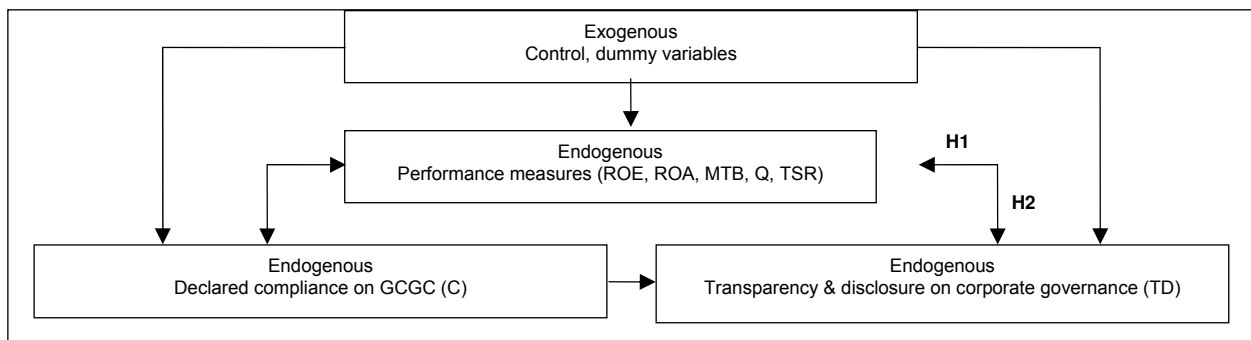 Exogenous
Control, dummy variables
Endogenous
Performance measures (ROE, ROA, MTB, Q, TSR)
H1
H2
Endogenous
Declared compliance on GCGC (C)
Endogenous
Transparency & disclosure on corporate governance (TD)